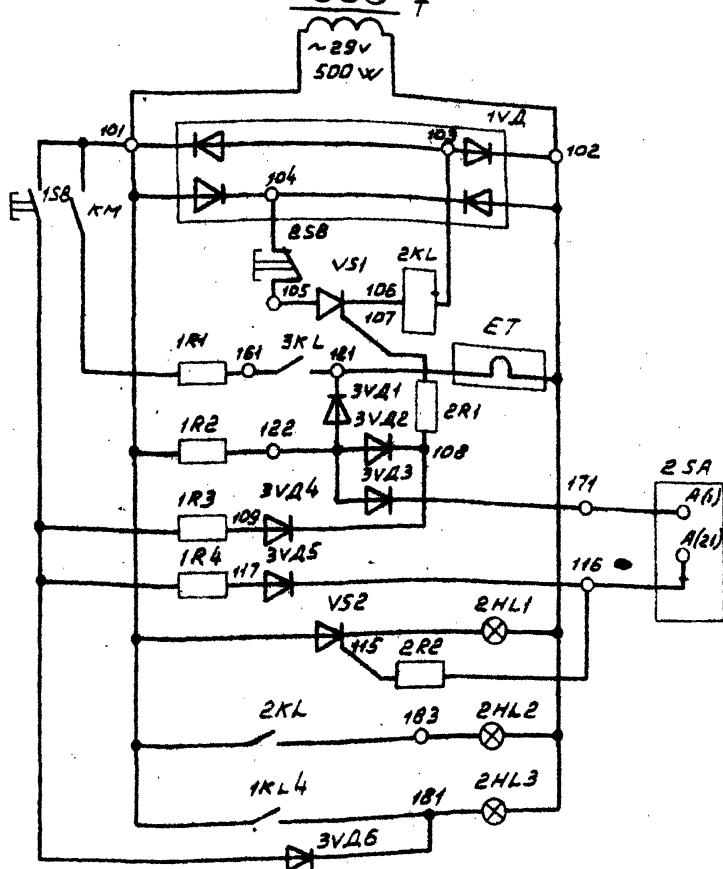 T
~29v
500 W
1VД
101
103
102
1SB
KM
104
2SB
VS1
2KL
105
106
107
ET
1R1
161
3KL
121
3VД1
3VД2
2R1
1R2
122
108
3VД3
171
2SA
1R3
3VД4
109
A(1)
A(21)
1R4
117
3VД5
116
VS2
2HL1
115
2R2
2KL
183
2HL2
1KL4
181
2HL3
3VД6